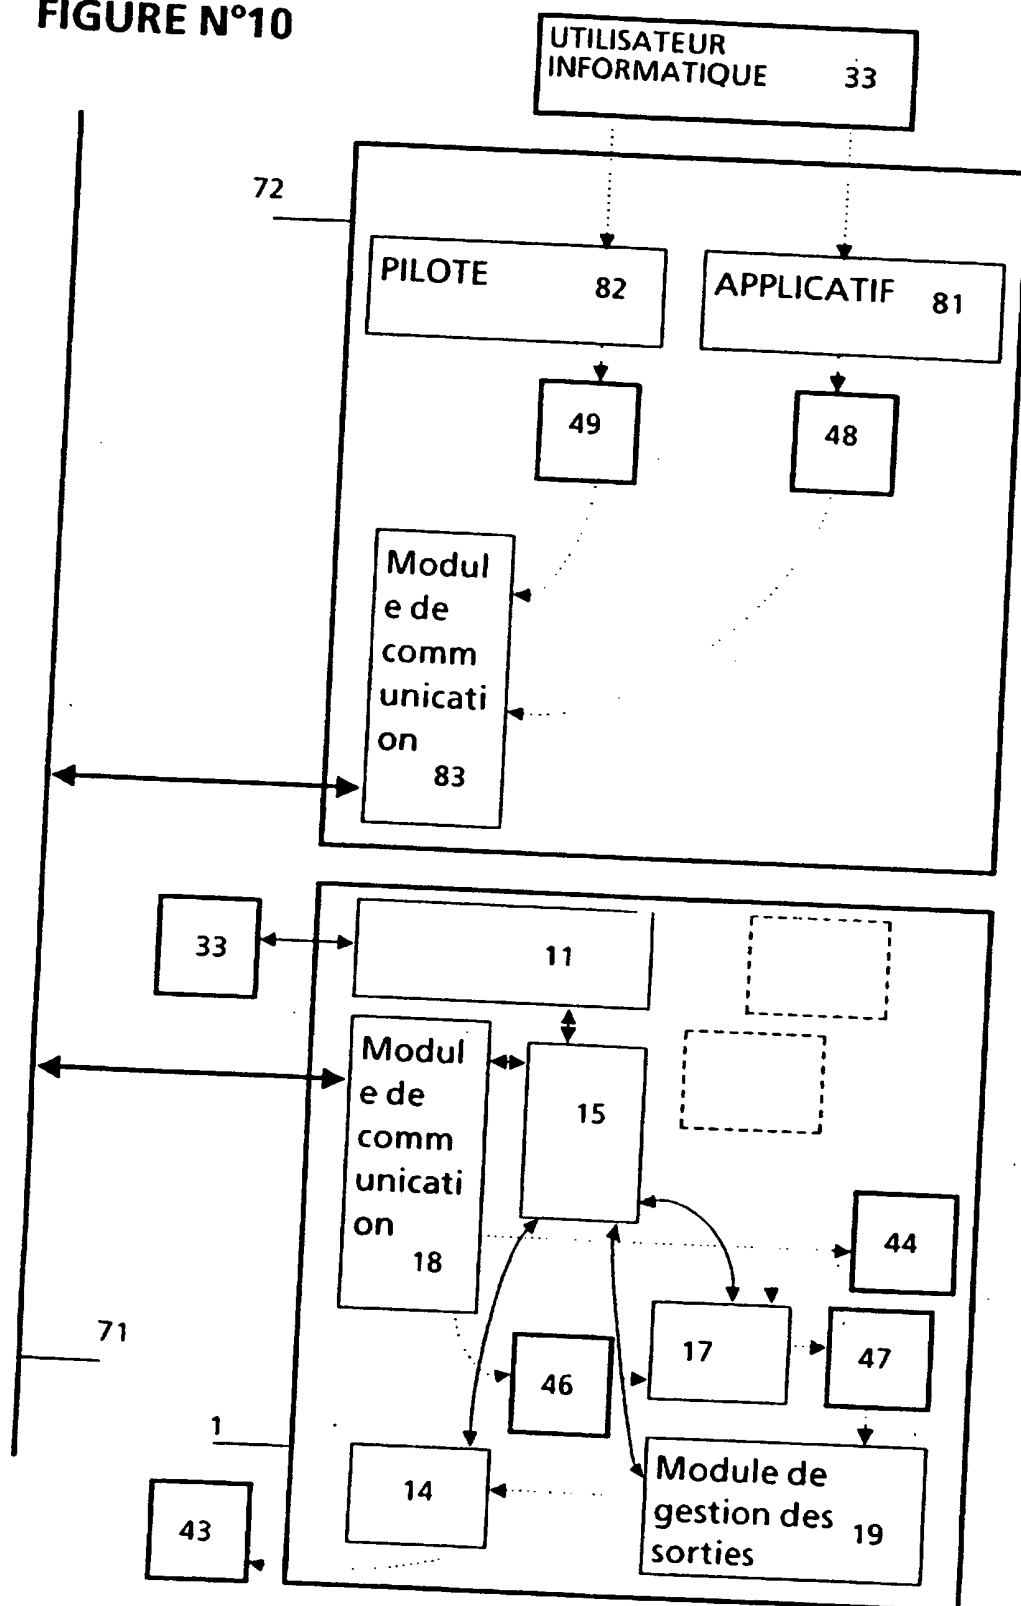 FIGURE N°10
UTILISATEUR
INFORMATIQUE 33
72
PILOTE 82
APPLICATIF 81
49
48
Modul
e de
comm
unicati
on
83
33
11
Modul
e de
comm
unicati
on
18
15
44
71
17
47
46
1
14
Module de
gestion des
sorties 19
43